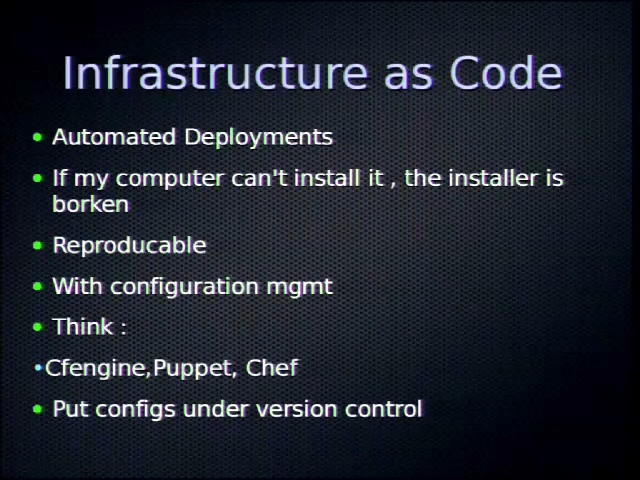 Infrastructure as Code
• Automated Deployments
• If my computer can't install it , the installer is
borken
• Reproducable
• With configuration mgmt
• Think :
•Cfengine,Puppet, Chef
• Put configs under version control